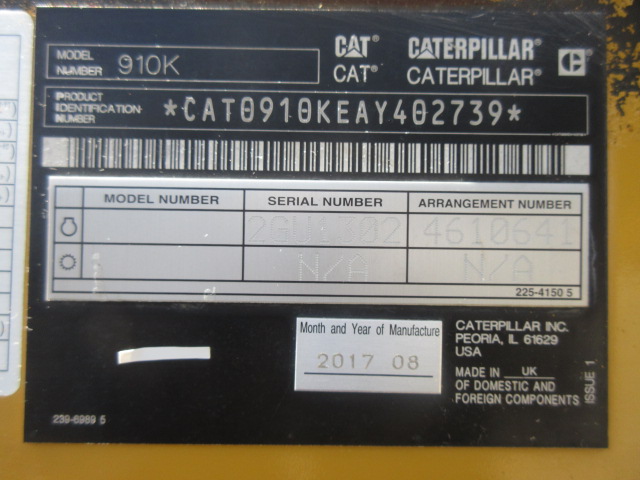 MODEL NUMBER 910K
CAT® CATERPILLAR® C
CAT® CATERPILLAR®
PRODUCT IDENTIFICATION NUMBER *CAT0910KEAY402739*
MODEL NUMBER SERIAL NUMBER ARRANGEMENT NUMBER
4610641
N/A N/A
225-4150 5
Month and Year of Manufacture
2017 08
CATERPILLAR INC.
PEORIA, IL 61629
USA
MADE IN UK
OF DOMESTIC AND
FOREIGN COMPONENTS
ISSUE 1
239-6989 5